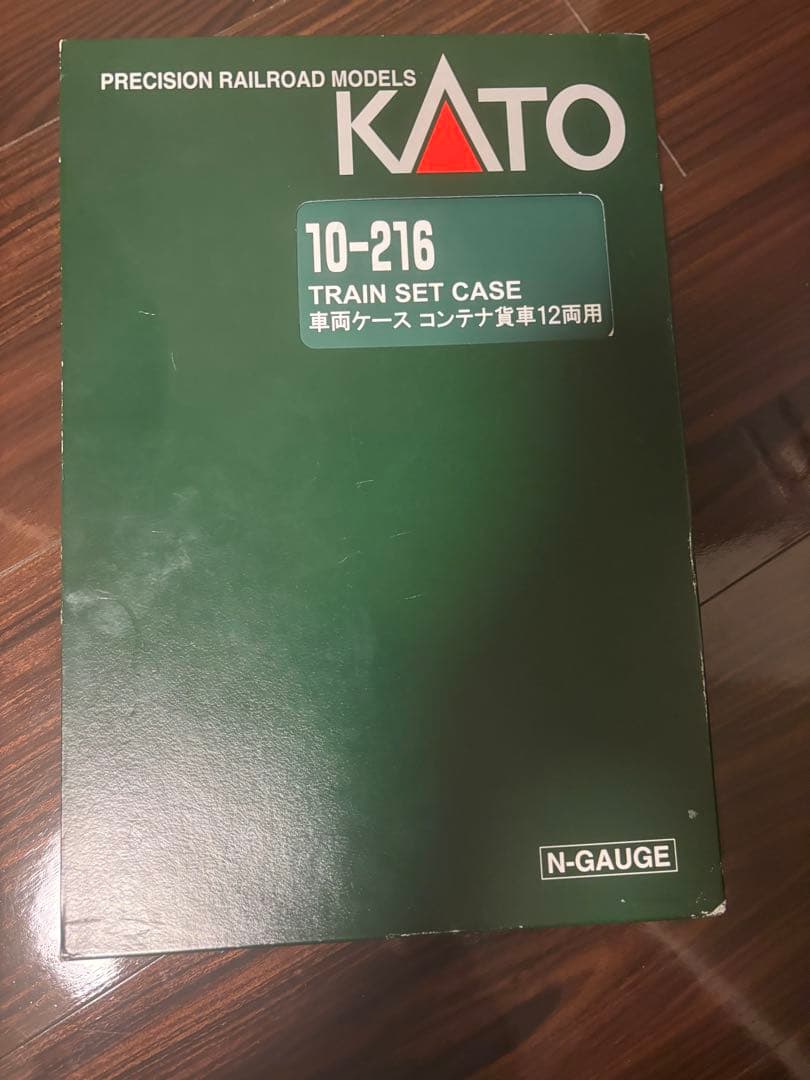 PRECISION RAILROAD MODELS
KATO
10-216
TRAIN SET CASE
車両ケース コンテナ貨車12両用
N-GAUGE